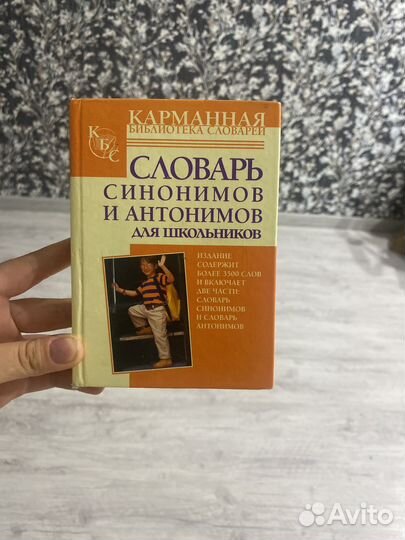 КАРМАННАЯ
БИБЛИОТЕКА СЛОВАРЕЙ
КБС
СЛОВАРЬ
СИНОНИМОВ
И АНТОНИМОВ
ДЛЯ ШКОЛЬНИКОВ
ИЗДАНИЕ
СОДЕРЖИТ
БОЛЕЕ 3500 СЛОВ
И ВКЛЮЧАЕТ
ДВЕ ЧАСТИ:
СЛОВАРЬ
СИНОНИМОВ
И СЛОВАРЬ
АНТОНИМОВ
Avito